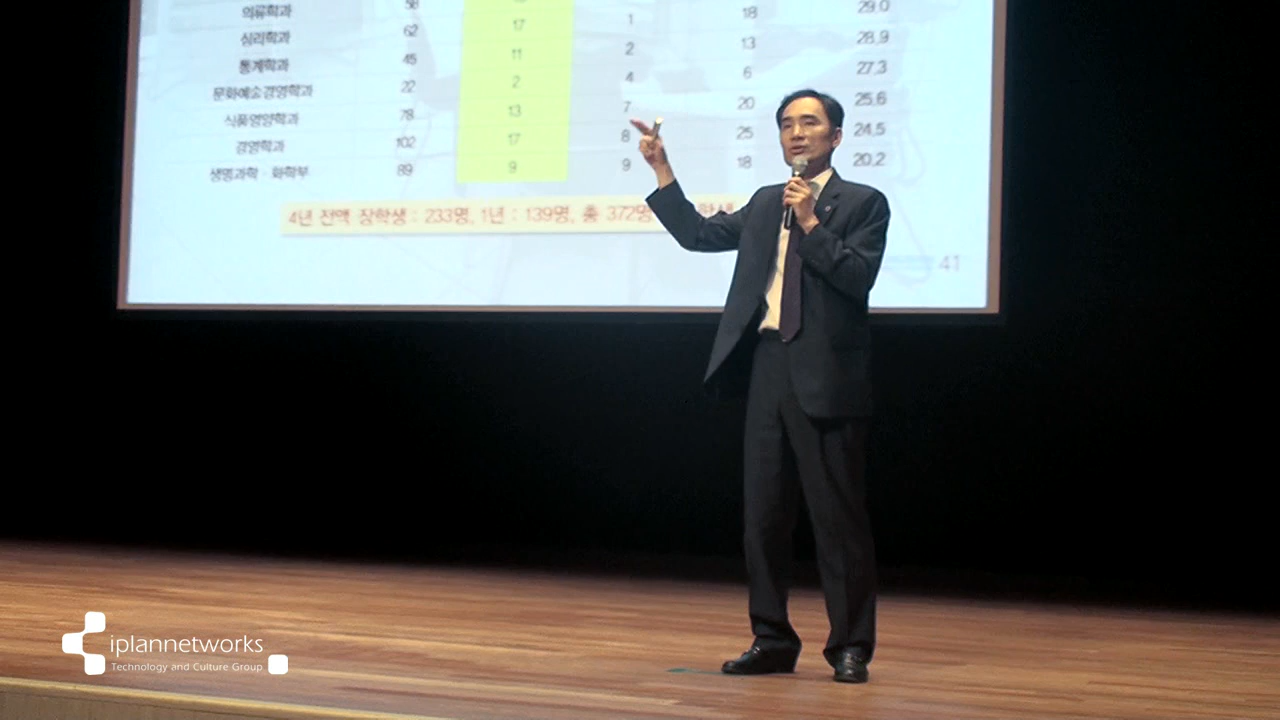 의류학과 58 1 18 29.0
심리학과 62 17 2 13 28.9
통계학과 45 11 4 6 27.3
문화예술경영학과 22 2 7 20 25.6
식품영양학과 78 13 8 25 24.5
경영학과 102 17 9 18 20.2
생명과학·화학부 89 9
4년 전액 장학생 : 233명, 1년 : 139명, 총 372명
41
iplannetworks
Technology and Culture Group